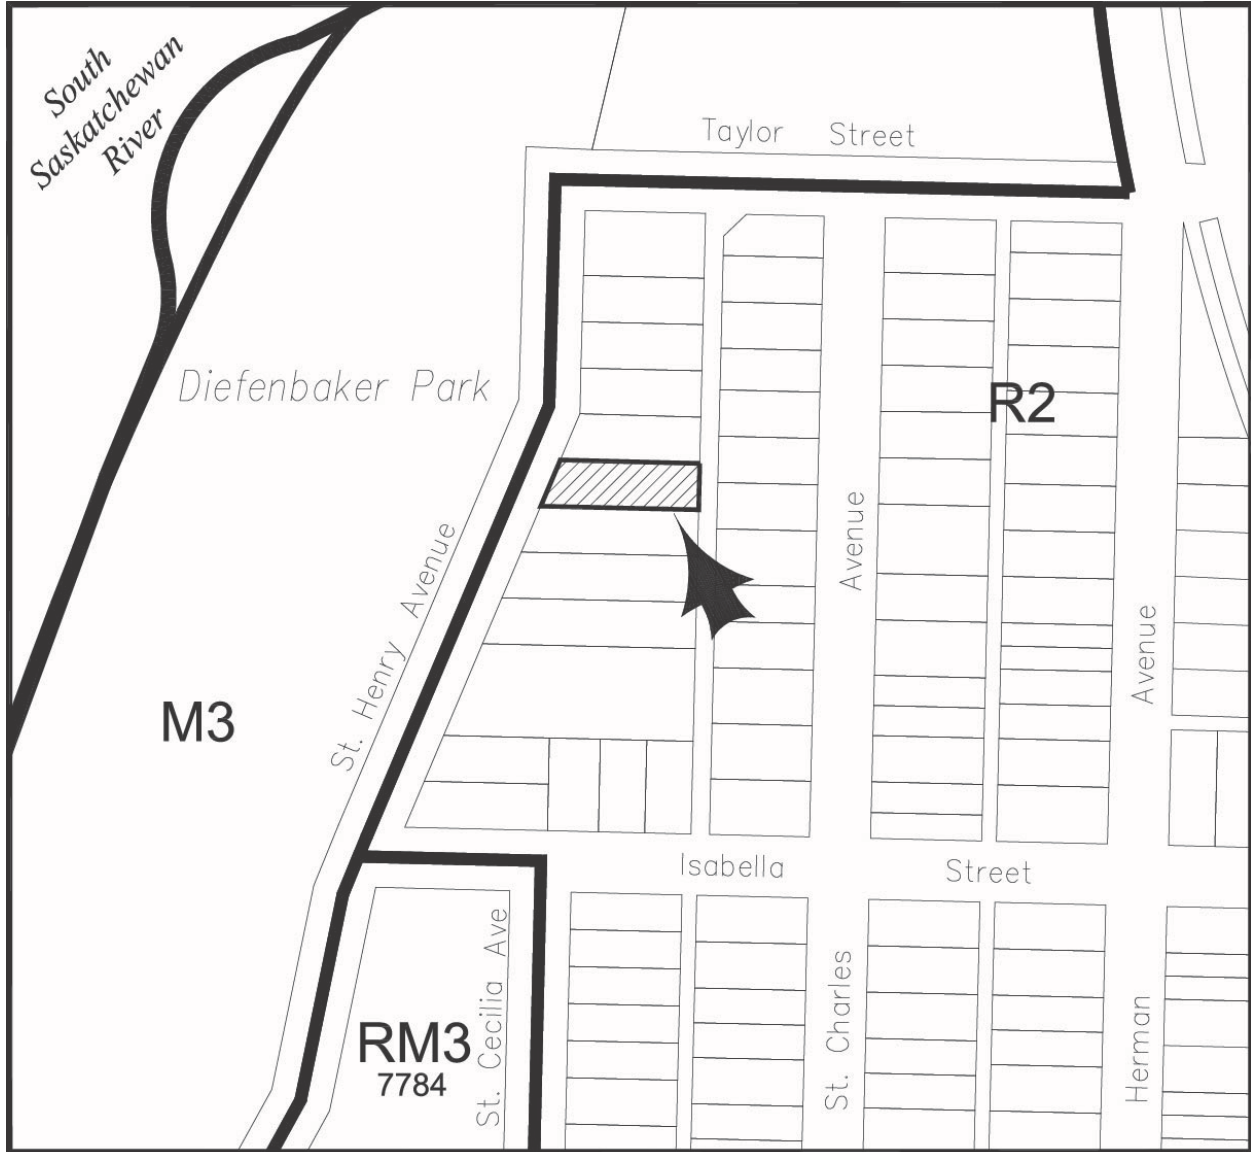 South
Saskatchewan
River
Taylor Street
Diefenbaker Park
R2
St. Henry Avenue
Avenue
Avenue
M3
Isabella Street
St. Cecilia Ave
St. Charles
Herman
RM3
7784